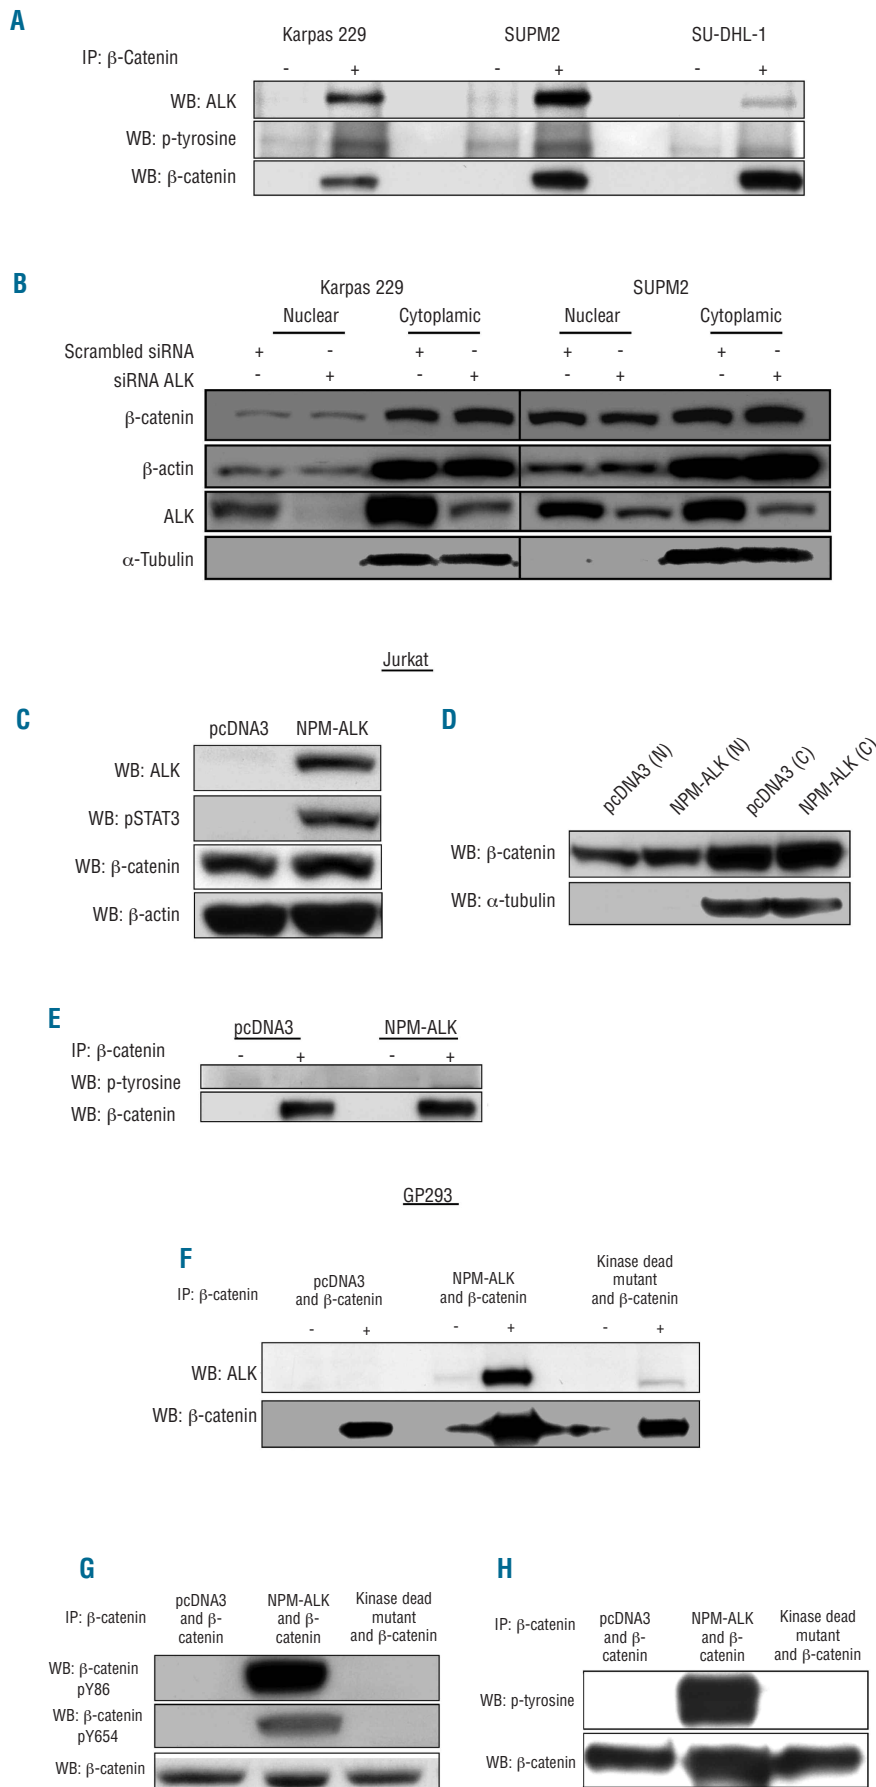 A
Karpas 229 SUPM2 SU-DHL-1
IP: β-Catenin - + - + - +
WB: ALK
WB: p-tyrosine
WB: β-catenin
B
Karpas 229 SUPM2
Nuclear Cytoplamic Nuclear Cytoplamic
Scrambled siRNA + - + - + - + -
siRNA ALK - + - + - + - +
β-catenin
β-actin
ALK
α-Tubulin
Jurkat
C
pcDNA3 NPM-ALK
WB: ALK
WB: pSTAT3
WB: β-catenin
WB: β-actin
D
pcDNA3 (N) NPM-ALK (N) pcDNA3 (C) NPM-ALK (C)
WB: β-catenin
WB: α-tubulin
E
pcDNA3 NPM-ALK
IP: β-catenin - + - +
WB: p-tyrosine
WB: β-catenin
GP293
F
IP: β-catenin
pcDNA3
and β-catenin
NPM-ALK
and β-catenin
Kinase dead
mutant
and β-catenin
- + - + - +
WB: ALK
WB: β-catenin
G
IP: β-catenin
pcDNA3
and β-
catenin
NPM-ALK
and β-
catenin
Kinase dead
mutant
and β-catenin
WB: β-catenin
pY86
WB: β-catenin
pY654
WB: β-catenin
H
IP: β-catenin
pcDNA3
and β-
catenin
NPM-ALK
and β-
catenin
Kinase dead
mutant
and β-catenin
WB: p-tyrosine
WB: β-catenin